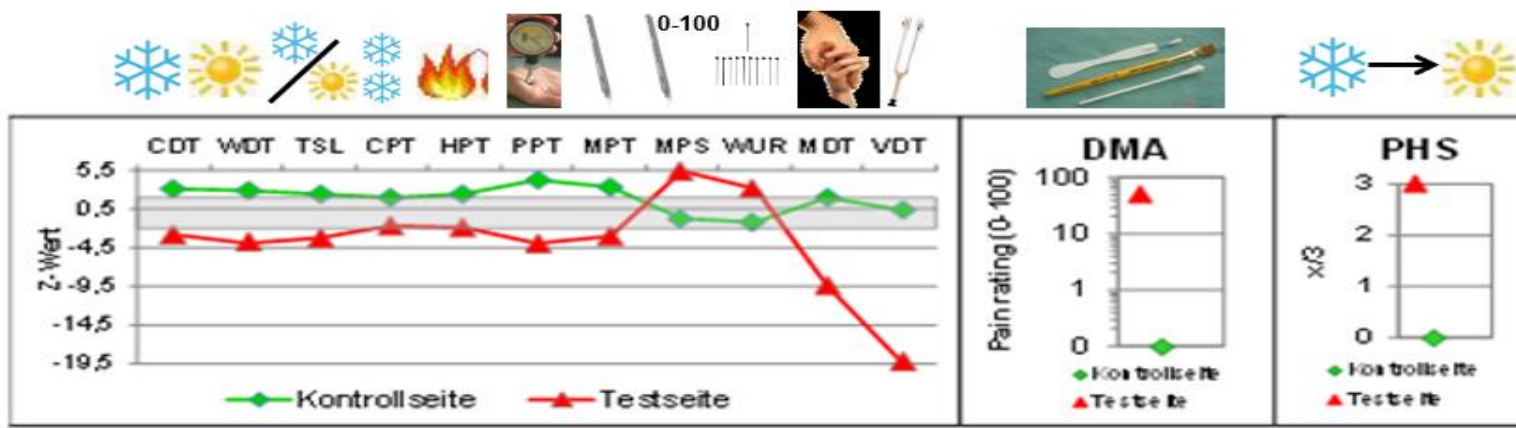 0-100
CDT WDT TSL CPT HPT PPT MPT MPS WUR MDT VDT
5,5
0,5
-4,5
-9,5
-14,5
-19,5
Z-Wert
Kontrollseite Testseite
DMA
Pain rating (0-100)
100
10
1
0
Kontrollseite
Testseite
PHS
x/3
3
2
1
0
Kontrollseite
Testseite